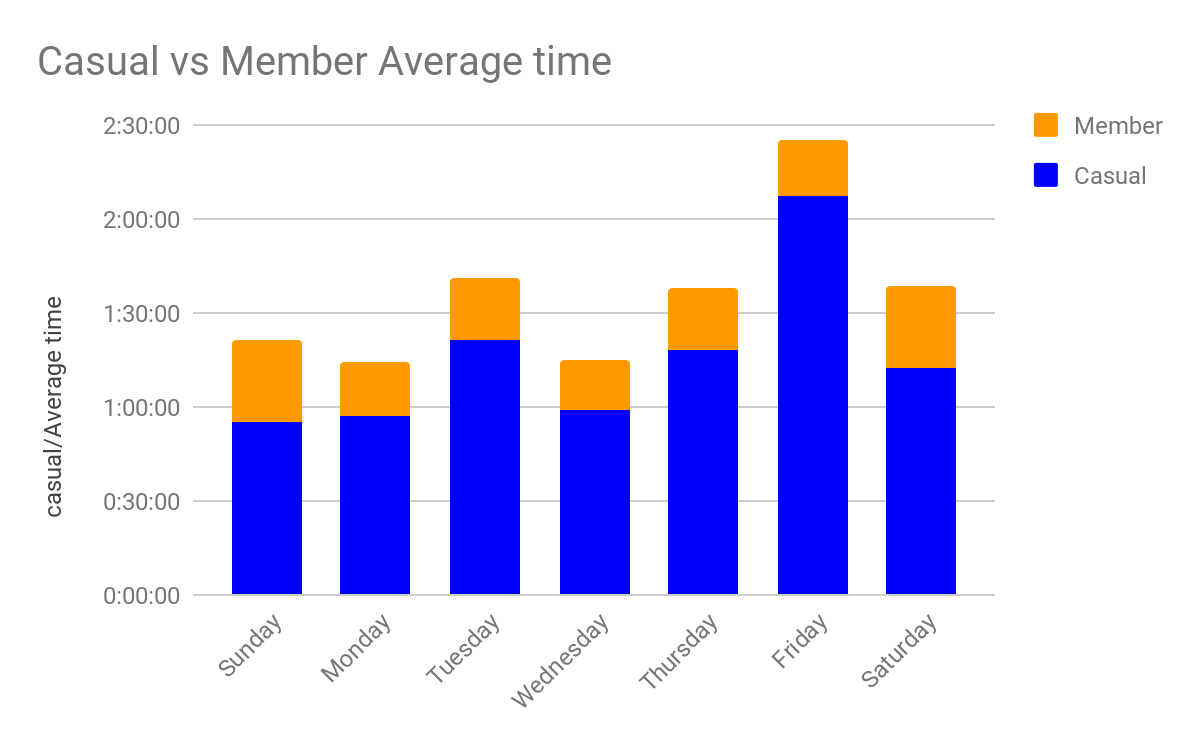 Casual vs Member Average time
2:30:00
2:00:00
1:30:00
1:00:00
0:30:00
0:00:00
casual/Average time
Sunday
Monday
Tuesday
Wednesday
Thursday
Friday
Saturday
Member
Casual